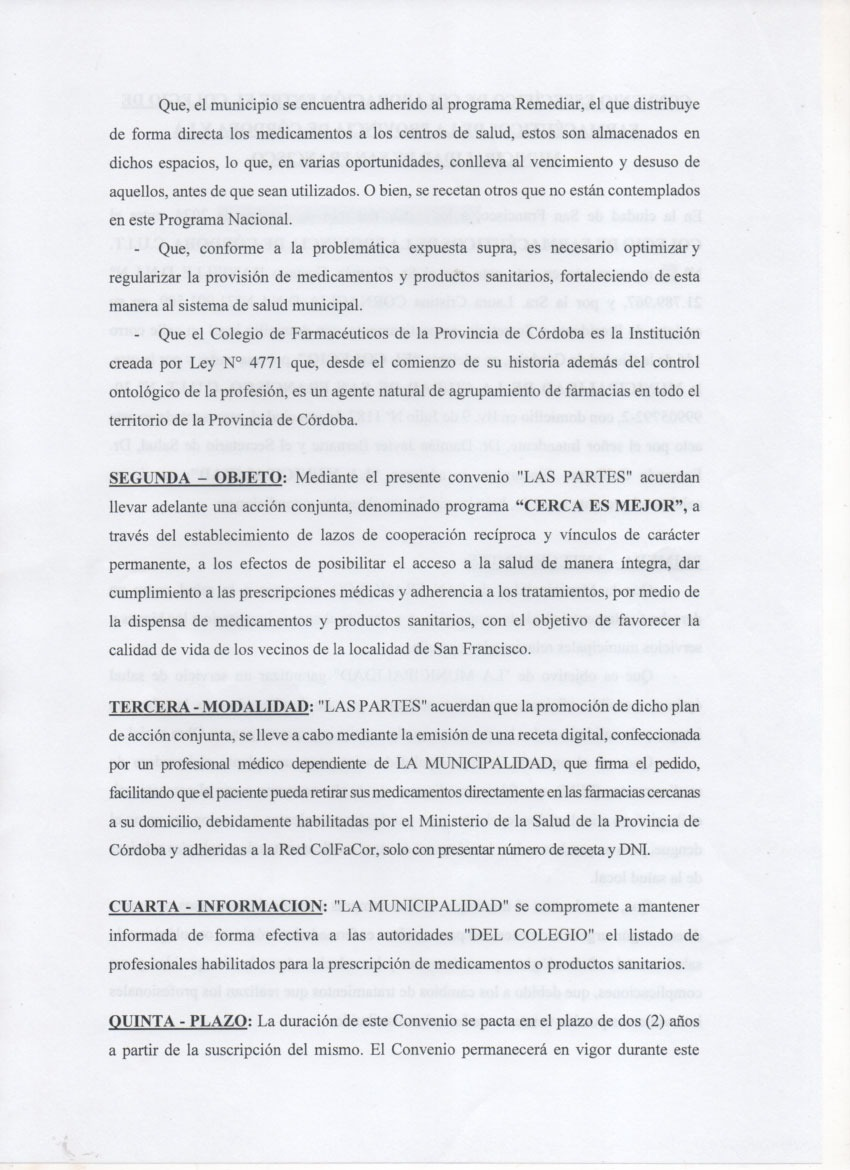 Que, el municipio se encuentra adherido al programa Remediar, el que distribuye
de forma directa los medicamentos a los centros de salud, estos son almacenados en
dichos espacios, lo que, en varias oportunidades, conlleva al vencimiento y desuso de
aquellos, antes de que sean utilizados. O bien, se recetan otros que no están contemplados
en este Programa Nacional.
- Que, conforme a la problemática expuesta supra, es necesario optimizar y
regularizar la provisión de medicamentos y productos sanitarios, fortaleciendo de esta
manera al sistema de salud municipal.
- Que el Colegio de Farmacéuticos de la Provincia de Córdoba es la Institución
creada por Ley N° 4771 que, desde el comienzo de su historia además del control
ontológico de la profesión, es un agente natural de agrupamiento de farmacias en todo el
territorio de la Provincia de Córdoba.
SEGUNDA – OBJETO: Mediante el presente convenio "LAS PARTES" acuerdan
llevar adelante una acción conjunta, denominado programa “CERCA ES MEJOR”, a
través del establecimiento de lazos de cooperación recíproca y vínculos de carácter
permanente, a los efectos de posibilitar el acceso a la salud de manera íntegra, dar
cumplimiento a las prescripciones médicas y adherencia a los tratamientos, por medio de
la dispensa de medicamentos y productos sanitarios, con el objetivo de favorecer la
calidad de vida de los vecinos de la localidad de San Francisco.
TERCERA - MODALIDAD: "LAS PARTES" acuerdan que la promoción de dicho plan
de acción conjunta, se lleve a cabo mediante la emisión de una receta digital, confeccionada
por un profesional médico dependiente de LA MUNICIPALIDAD, que firma el pedido,
facilitando que el paciente pueda retirar sus medicamentos directamente en las farmacias cercanas
a su domicilio, debidamente habilitadas por el Ministerio de la Salud de la Provincia de
Córdoba y adheridas a la Red ColFaCor, solo con presentar número de receta y DNI.
CUARTA - INFORMACION: "LA MUNICIPALIDAD" se compromete a mantener
informada de forma efectiva a las autoridades "DEL COLEGIO" el listado de
profesionales habilitados para la prescripción de medicamentos o productos sanitarios.
QUINTA - PLAZO: La duración de este Convenio se pacta en el plazo de dos (2) años
a partir de la suscripción del mismo. El Convenio permanecerá en vigor durante este